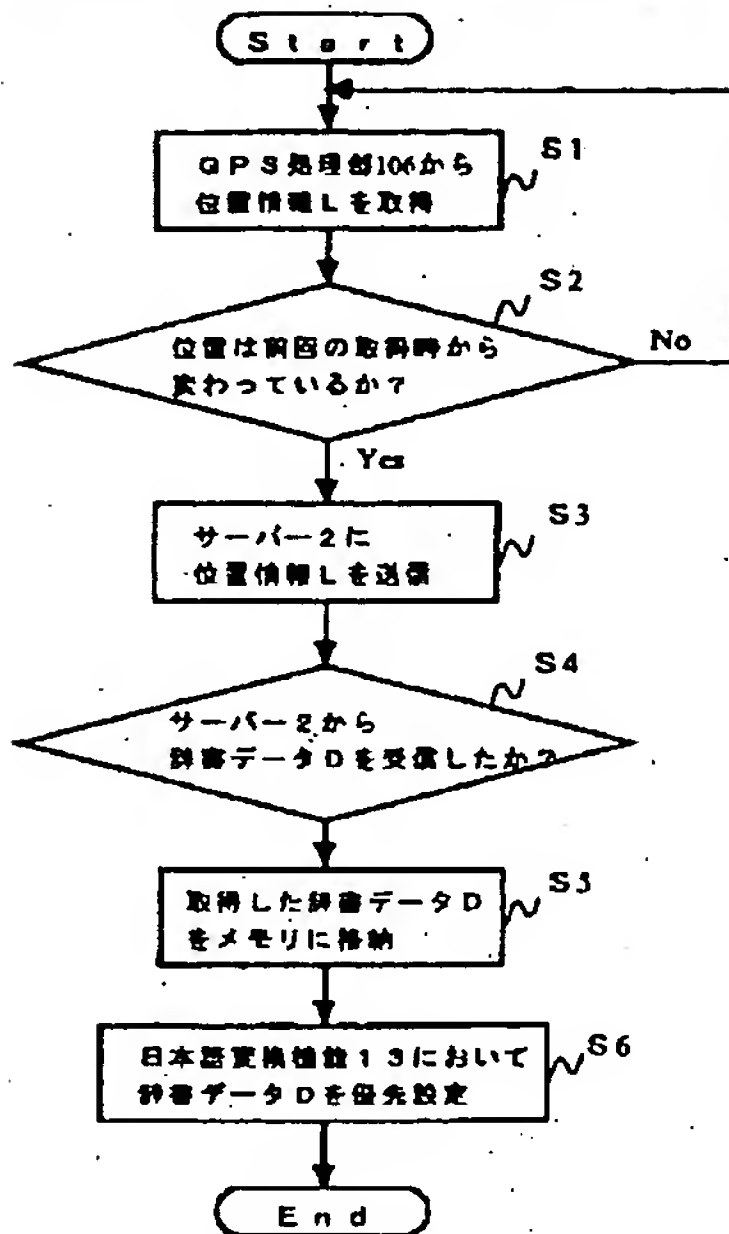 Start
GPS処理部106から
位置情報Lを取得
S1
位置は前回の取得時から
変わっているか?
S2
No
Yes
サーバー2に
位置情報Lを送信
S3
サーバー2から
辞書データDを受信したか?
S4
取得した辞書データD
をメモリに格納
S5
日本語変換機能13において
辞書データDを優先設定
S6
End